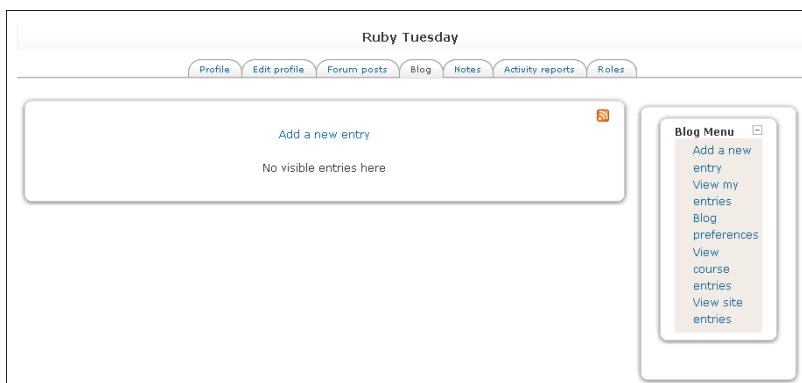 Ruby Tuesday
Profile Edit profile Forum posts Blog Notes Activity reports Roles
Add a new entry
No visible entries here
Blog Menu
Add a new
entry
View my
entries
Blog
preferences
View
course
entries
View site
entries